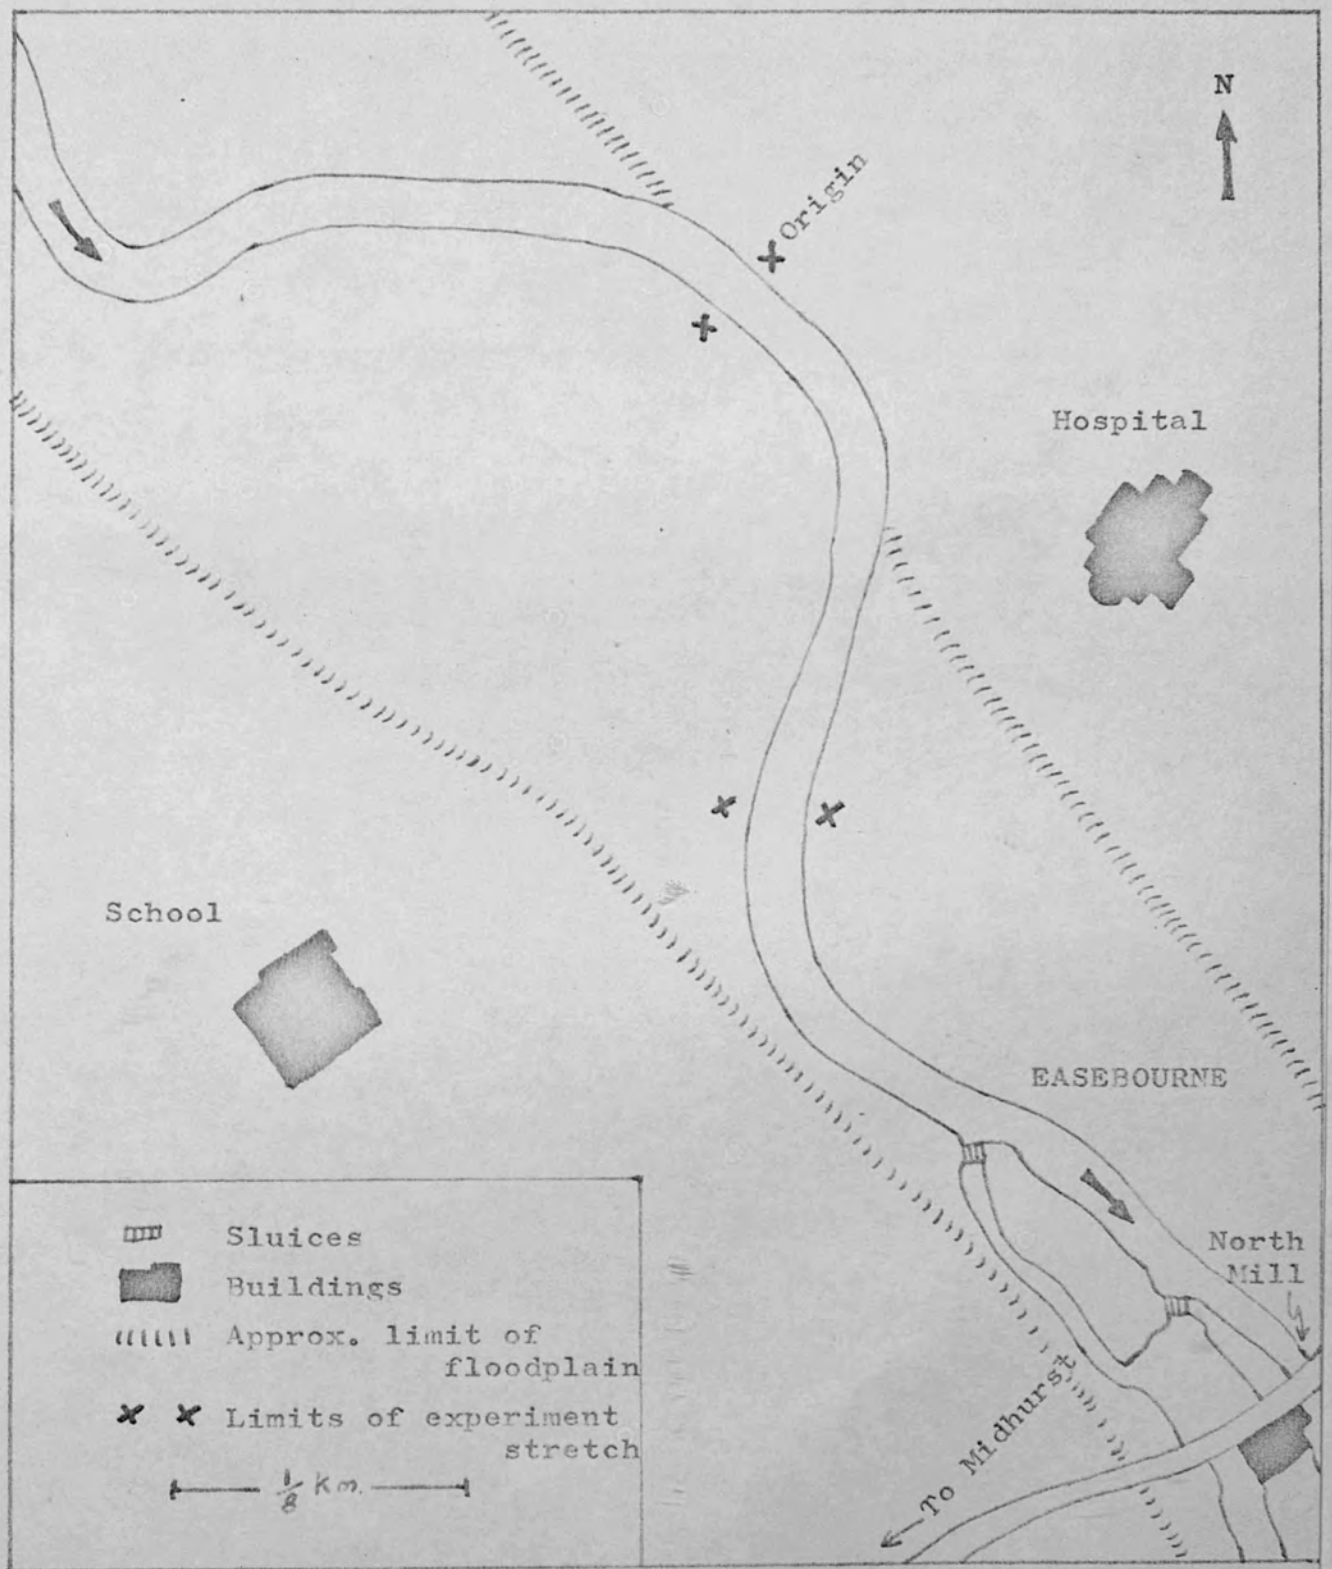 N
Origin
Hospital
School
EASEBOURNE
North
Mill
To Midhurst
Sluices
Buildings
Approx. limit of
floodplain
Limits of experiment
stretch
1/8 km.